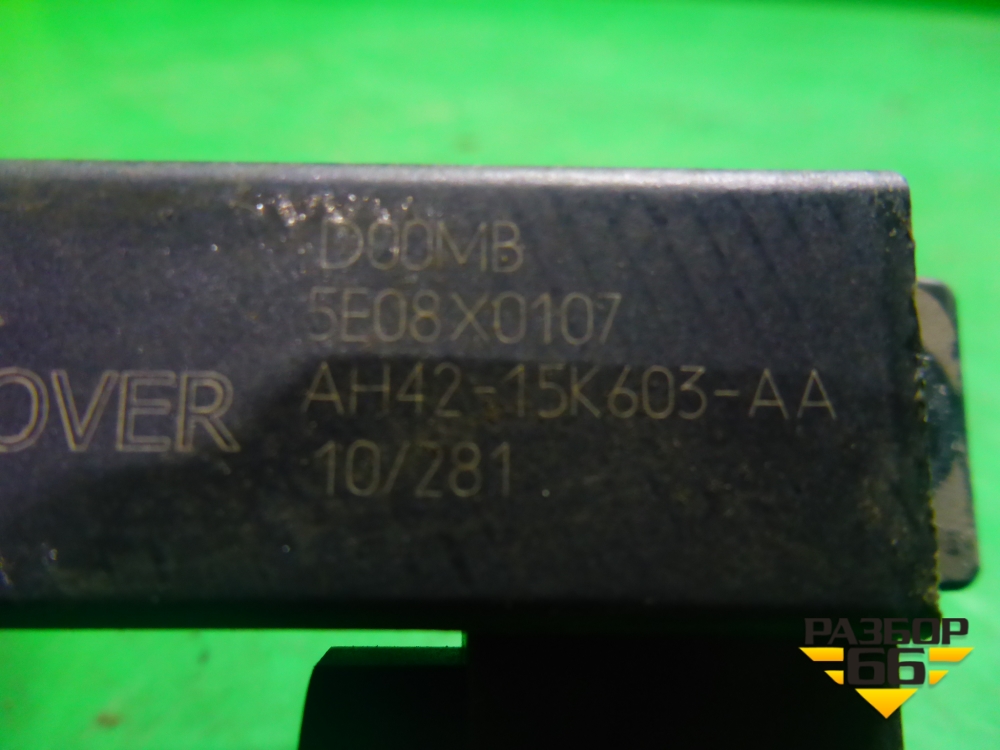 D00MB
5E08X0107
OVER
AH42-15K603-AA
10/281
РАЗБОР
66